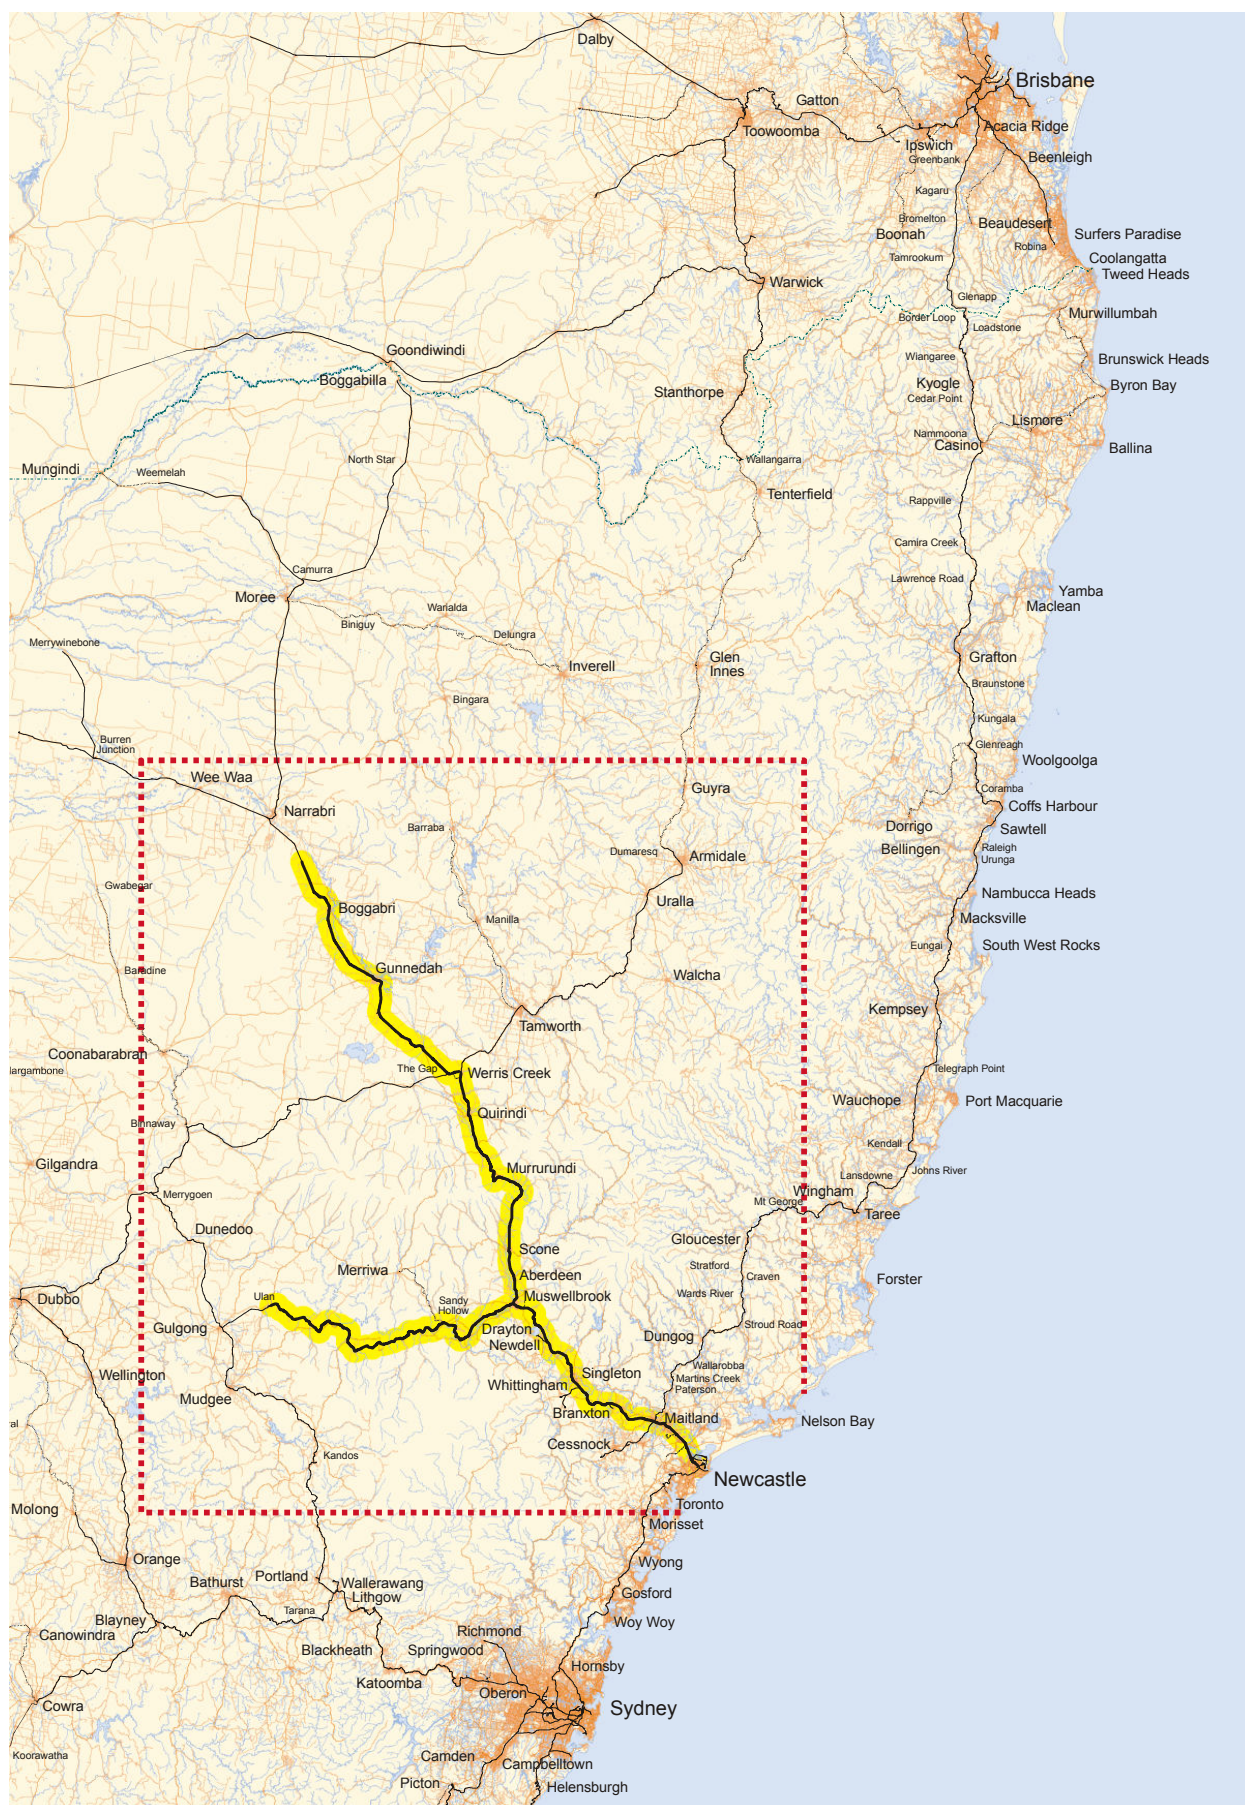 Dalby
Brisbane
Gatton
Toowoomba
Acacia Ridge
Ipswich
Greenbank
Beenleigh
Kagaru
Bromelton
Beaudesert
Boonah
Surfers Paradise
Robina
Tamrookum
Coolangatta
Tweed Heads
Warwick
Glenapp
Border Loop
Murwillumbah
Loadstone
Goondiwindi
Wiangaree
Brunswick Heads
Boggabilla
Kyogle
Byron Bay
Stanthorpe
Cedar Point
Lismore
Nammoona
Casino
Ballina
North Star
Wallangarra
Mungindi
Weemelah
Tenterfield
Rappville
Camira Creek
Camurra
Lawrence Road
Moree
Yamba
Maclean
Warialda
Biniguy
Delungra
Merrywinebone
Inverell
Glen
Innes
Grafton
Braunstone
Bingara
Kungala
Burren
Junction
Glenreagh
Woolgoolga
Wee Waa
Guyra
Coramba
Narrabri
Coffs Harbour
Barraba
Dorrigo
Sawtell
Dumaresq
Armidale
Bellingen
Raleigh
Urunga
Gwabegar
Nambucca Heads
Uralla
Boggabri
Manilla
Macksville
Eungai
South West Rocks
Baradine
Gunnedah
Walcha
Kempsey
Tamworth
Coonabarabran
The Gap
Werris Creek
Telegraph Point
largambone
Wauchope
Port Macquarie
Quirindi
Binnaway
Kendall
Gilgandra
Murrurundi
Lansdowne
Johns River
Merrygoen
Wingham
Mt George
Taree
Dunedoo
Gloucester
Scone
Merriwa
Stratford
Aberdeen
Craven
Forster
Ulan
Muswellbrook
Wards River
Sandy
Hollow
Dubbo
Gulgong
Drayton
Newdell
Dungog
Stroud Road
Wallarobba
Wellington
Singleton
Martins Creek
Whittingham
Paterson
Mudgee
Branxton
Maitland
Nelson Bay
ral
Cessnock
Kandos
Newcastle
Toronto
Molong
Morisset
Orange
Wyong
Bathurst
Portland
Wallerawang
Lithgow
Gosford
Tarana
Blayney
Woy Woy
Canowindra
Richmond
Blackheath
Springwood
Hornsby
Katoomba
Oberon
Cowra
Sydney
Koorawatha
Camden
Campbelltown
Picton
Helensburgh